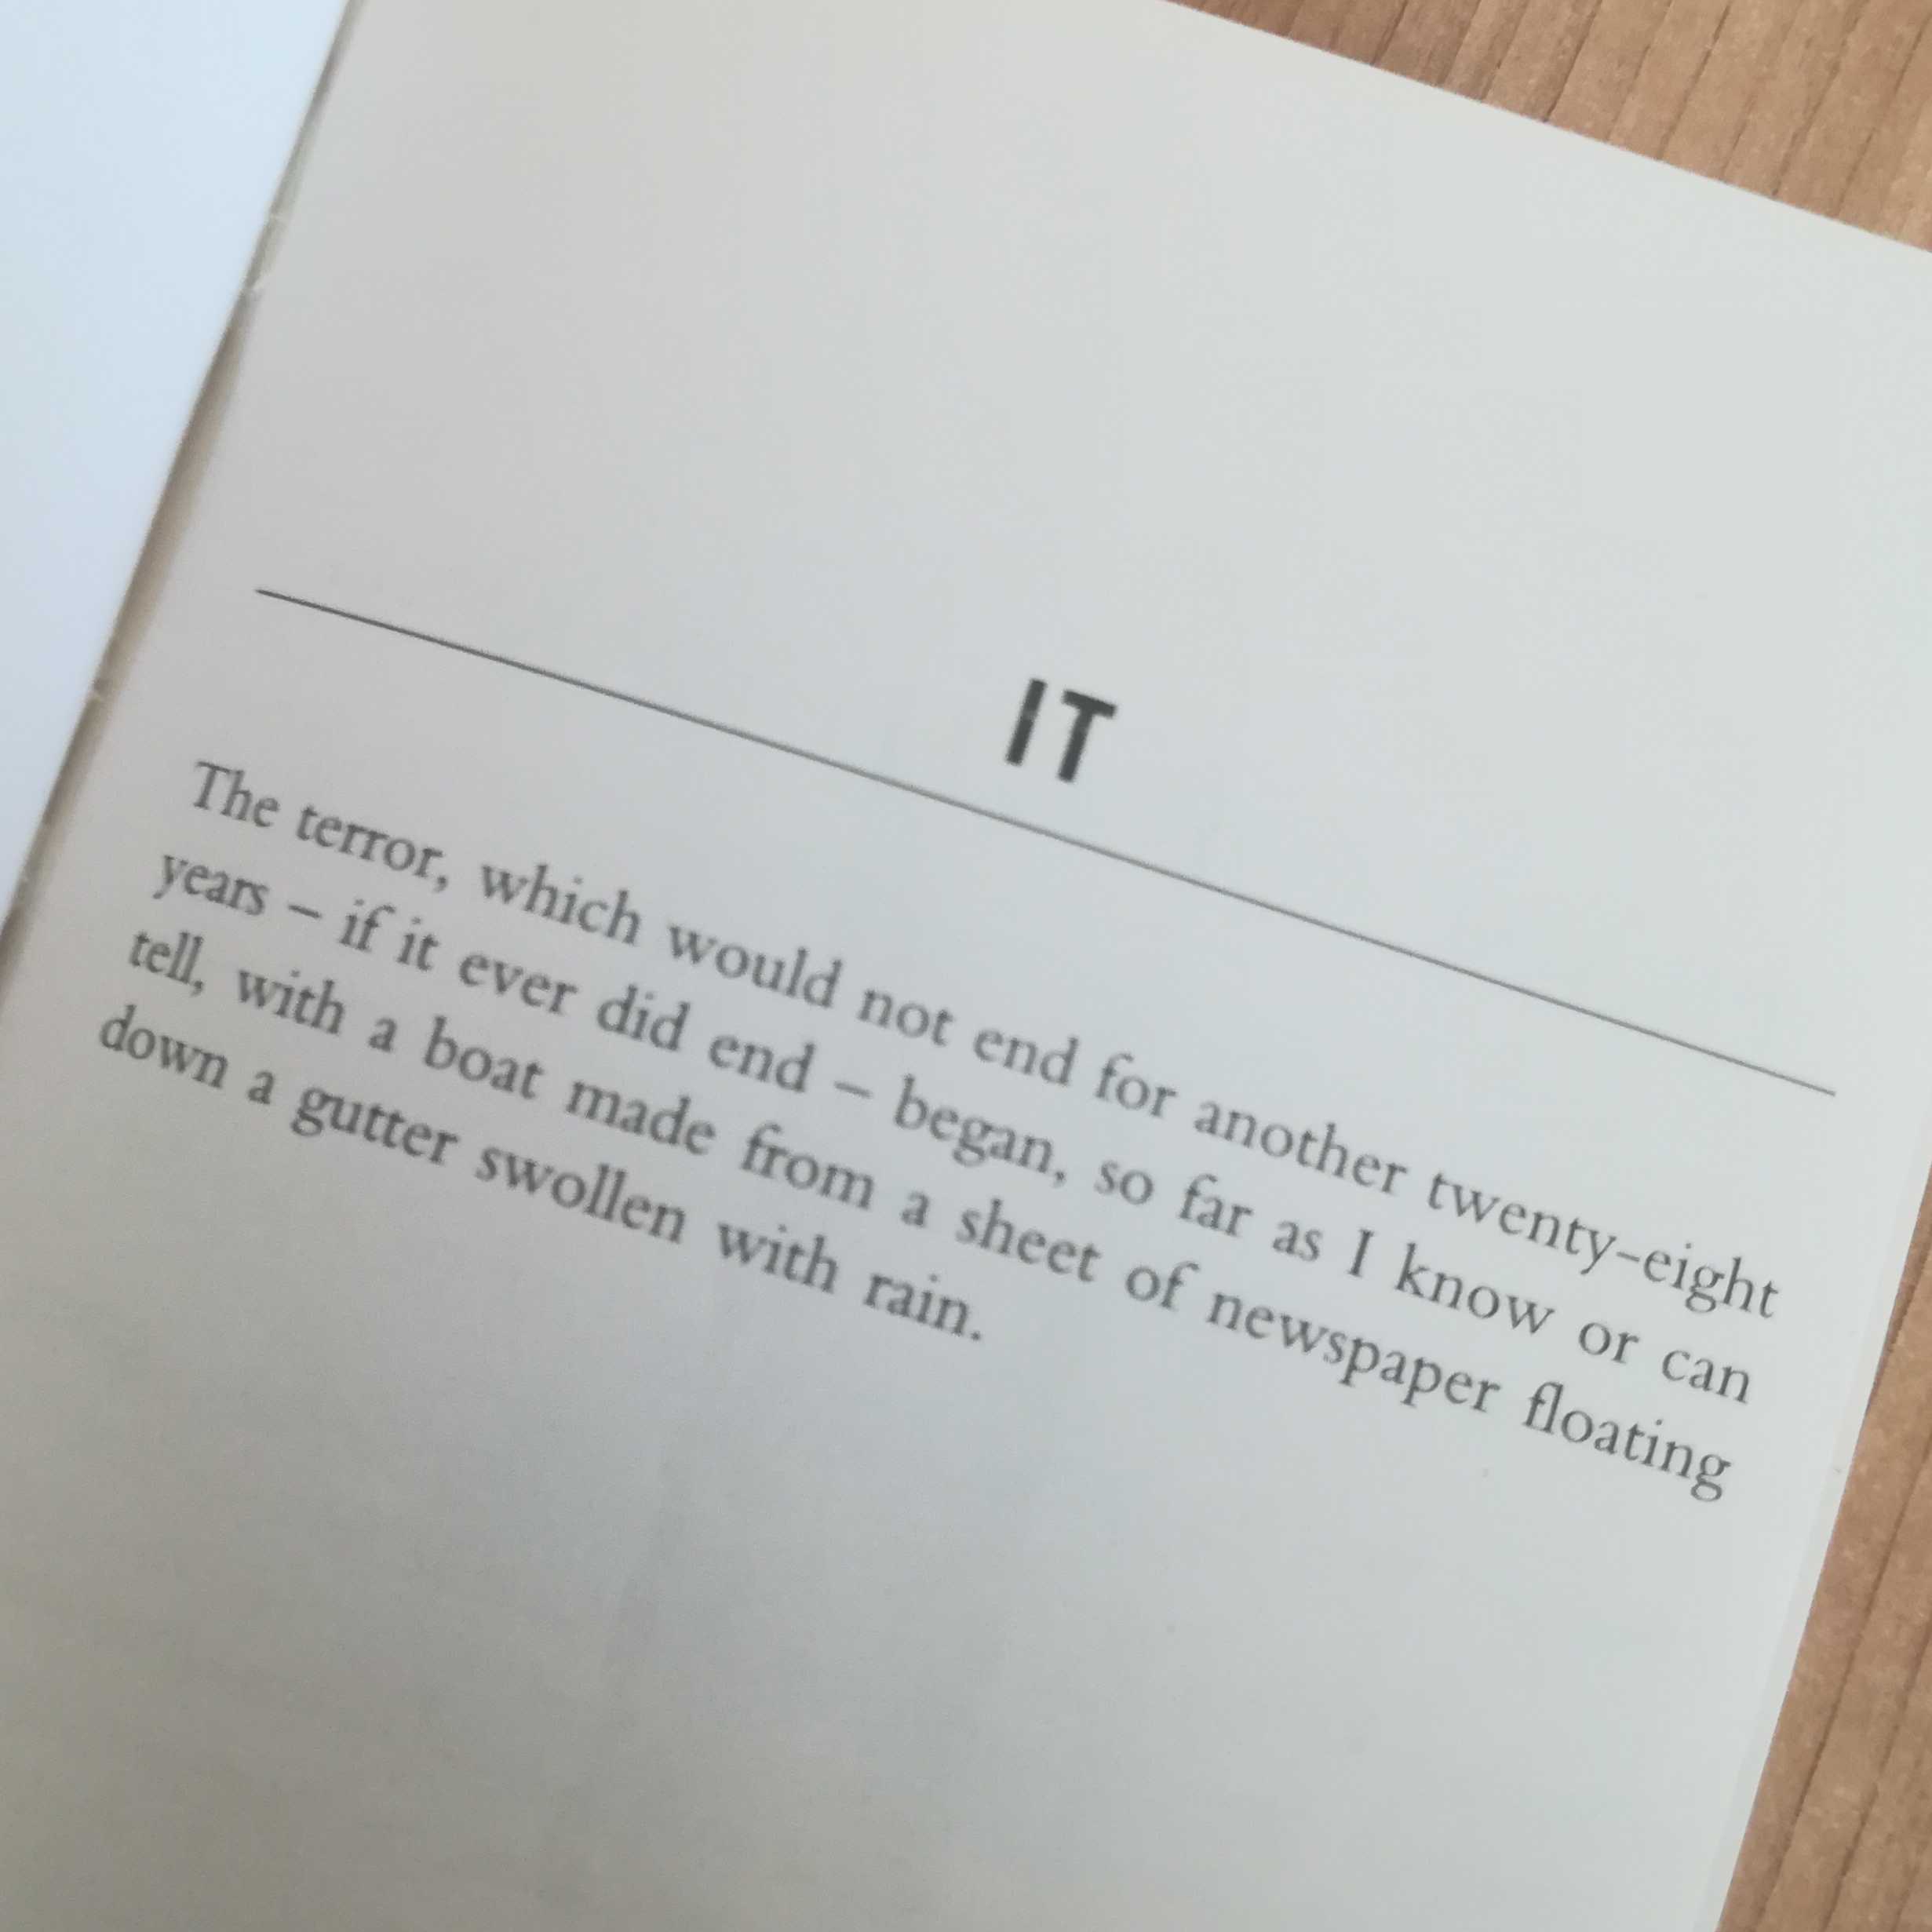 IT
The terror, which would not end for another twenty-eight
years – if it ever did end – began, so far as I know or can
tell, with a boat made from a sheet of newspaper floating
down a gutter swollen with rain.